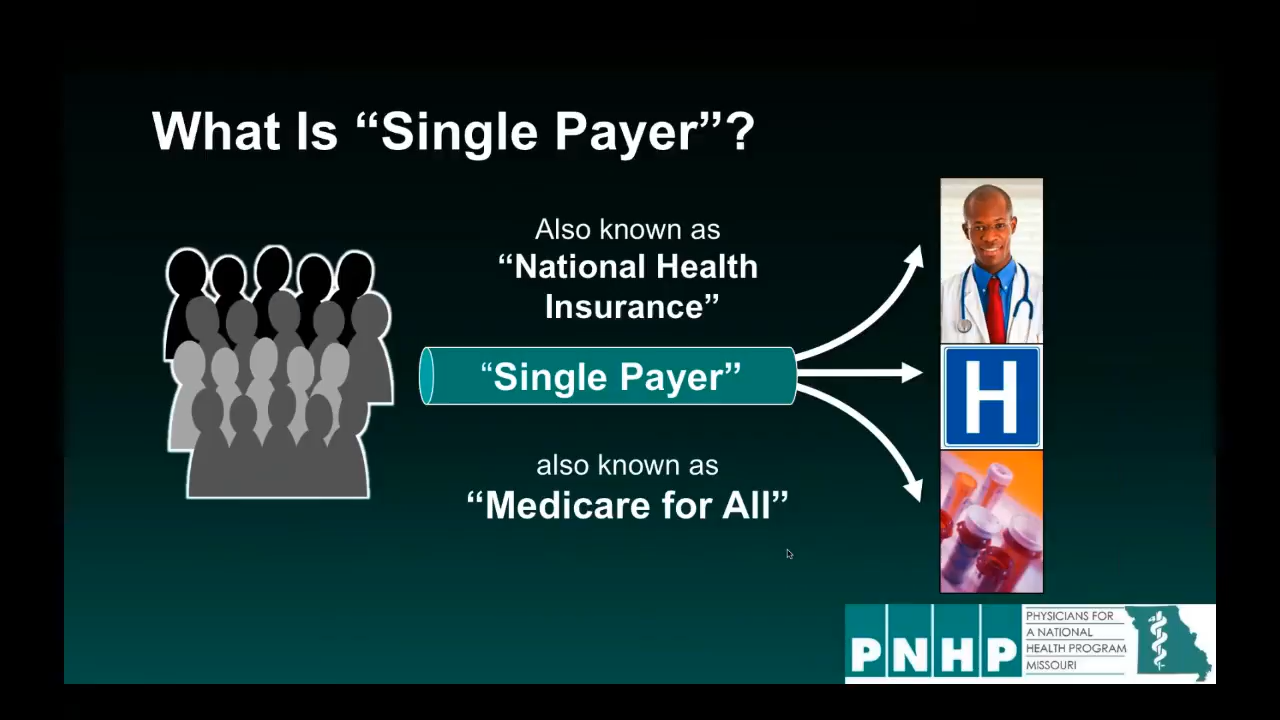 What Is “Single Payer”?
Also known as
“National Health
Insurance”
“Single Payer”
also known as
“Medicare for All”
H
PNHP
PHYSICIANS FOR
A NATIONAL
HEALTH PROGRAM
MISSOURI